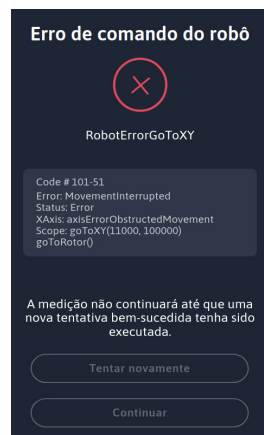 Erro de comando do robô
RobotErrorGoToXY
Code # 101-51
Error: MovementInterrupted
Status: Error
XAxis: axisErrorObstructedMovement
Scope: goToXY(11000, 100000)
goToRotor()
A medição não continuará até que uma
nova tentativa bem-sucedida tenha sido
executada.
Tentar novamente
Continuar